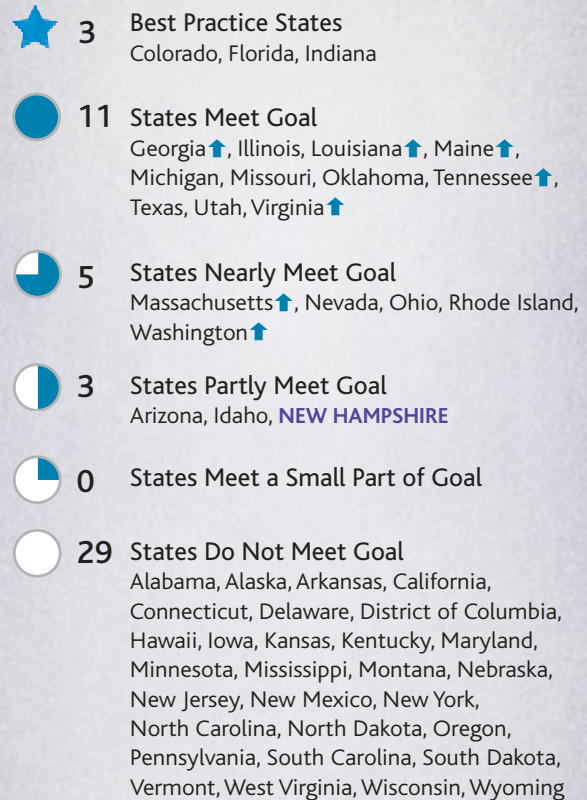 3 Best Practice States
Colorado, Florida, Indiana
11 States Meet Goal
Georgia⬆, Illinois, Louisiana⬆, Maine⬆,
Michigan, Missouri, Oklahoma, Tennessee⬆,
Texas, Utah, Virginia⬆
5 States Nearly Meet Goal
Massachusetts⬆, Nevada, Ohio, Rhode Island,
Washington⬆
3 States Partly Meet Goal
Arizona, Idaho, NEW HAMPSHIRE
0 States Meet a Small Part of Goal
29 States Do Not Meet Goal
Alabama, Alaska, Arkansas, California,
Connecticut, Delaware, District of Columbia,
Hawaii, Iowa, Kansas, Kentucky, Maryland,
Minnesota, Mississippi, Montana, Nebraska,
New Jersey, New Mexico, New York,
North Carolina, North Dakota, Oregon,
Pennsylvania, South Carolina, South Dakota,
Vermont, West Virginia, Wisconsin, Wyoming